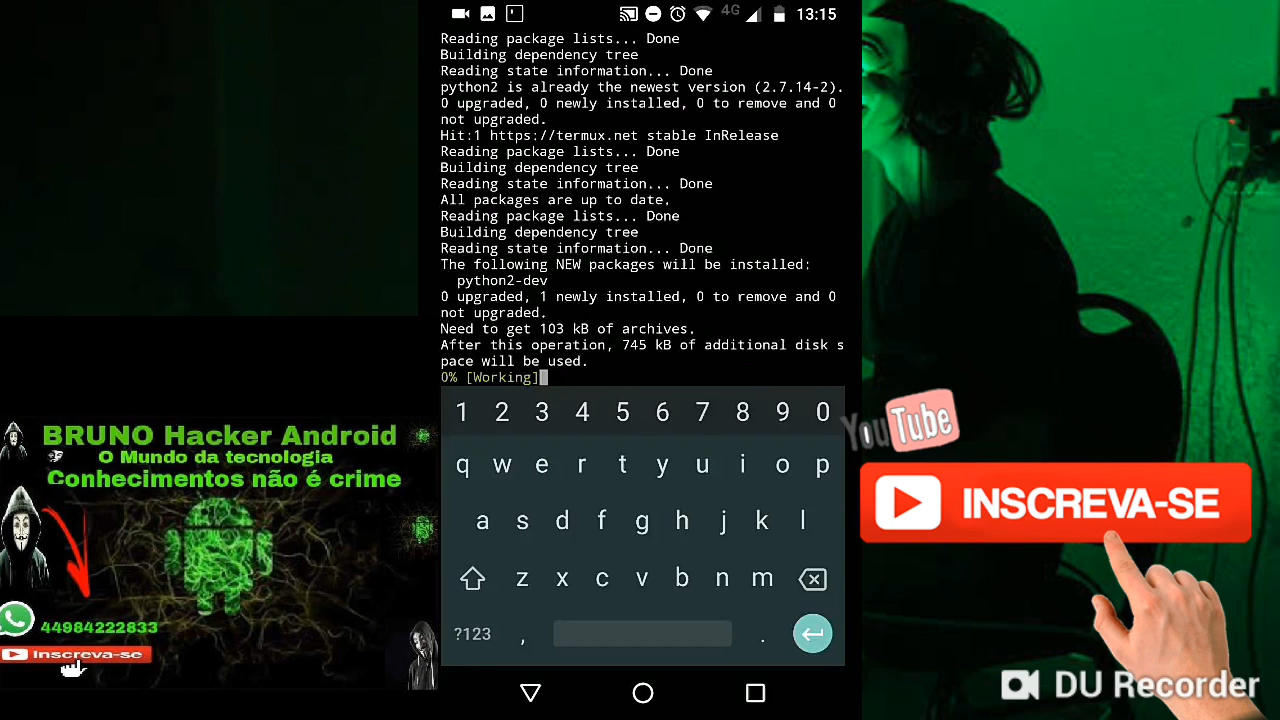 4G 13:15
Reading package lists... Done
Building dependency tree
Reading state information... Done
python2 is already the newest version (2.7.14-2).
0 upgraded, 0 newly installed, 0 to remove and 0
not upgraded.
Hit:1 https://termux.net stable InRelease
Reading package lists... Done
Building dependency tree
Reading state information... Done
All packages are up to date.
Reading package lists... Done
Building dependency tree
Reading state information... Done
The following NEW packages will be installed:
python2-dev
0 upgraded, 1 newly installed, 0 to remove and 0
not upgraded.
Need to get 103 kB of archives.
After this operation, 745 kB of additional disk s
pace will be used.
0% [Working]
1 2 3 4 5 6 7 8 9 0
q w e r t y u i o p
a s d f g h j k l
z x c v b n m
?123 , .
BRUNO Hacker Android
O Mundo da tecnologia
Conhecimentos não é crime
44984222833
Inscreva-se
YouTube
INSCREVA-SE
DU Recorder